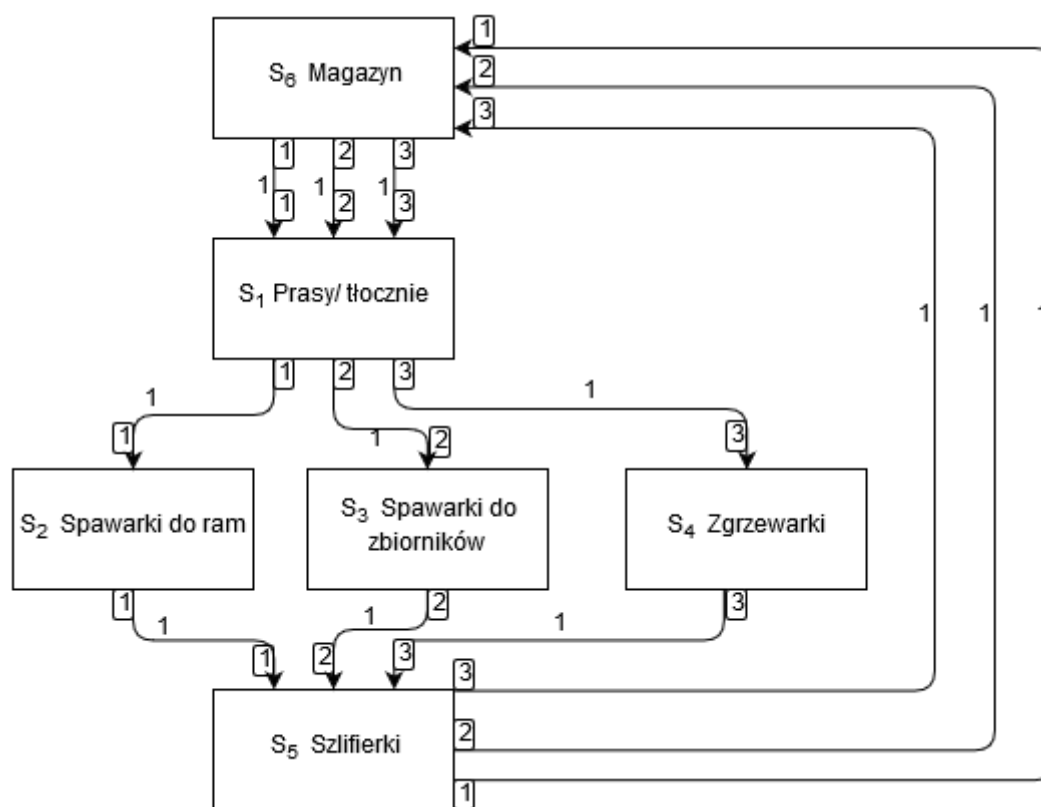 1
S6 Magazyn
2
3
1 2 3
1 1 1
1 2 3
1 1 1
S1 Prasy/ tłocznie
1 2 3
1 1 1
1 2 3
S2 Spawarki do ram
S3 Spawarki do
zbiorników
S4 Zgrzewarki
1 2 3
1 1 1
1 2 3
3
S5 Szlifierki
2
1